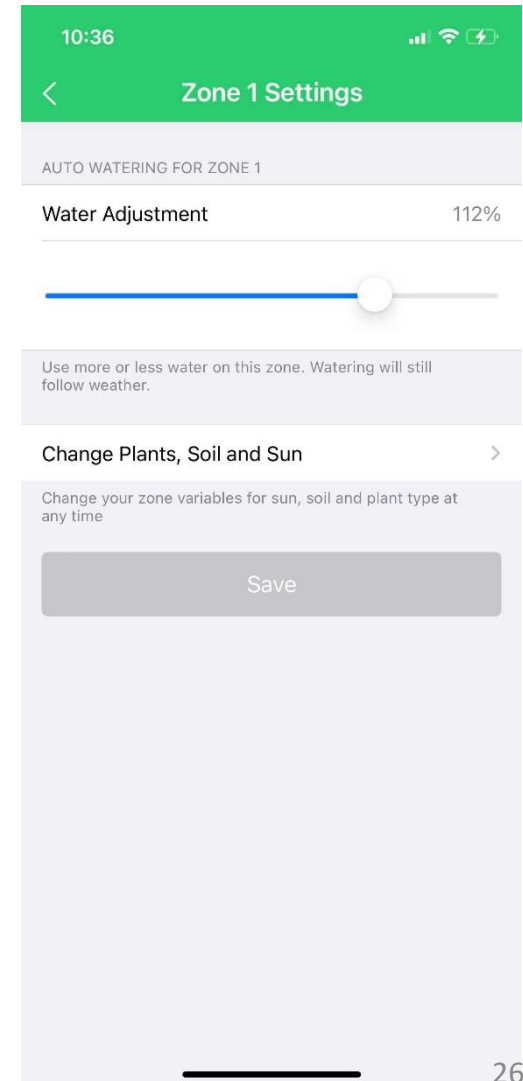 10:36
Zone 1 Settings
AUTO WATERING FOR ZONE 1
Water Adjustment 112%
Use more or less water on this zone. Watering will still
follow weather.
Change Plants, Soil and Sun
Change your zone variables for sun, soil and plant type at
any time
Save
26